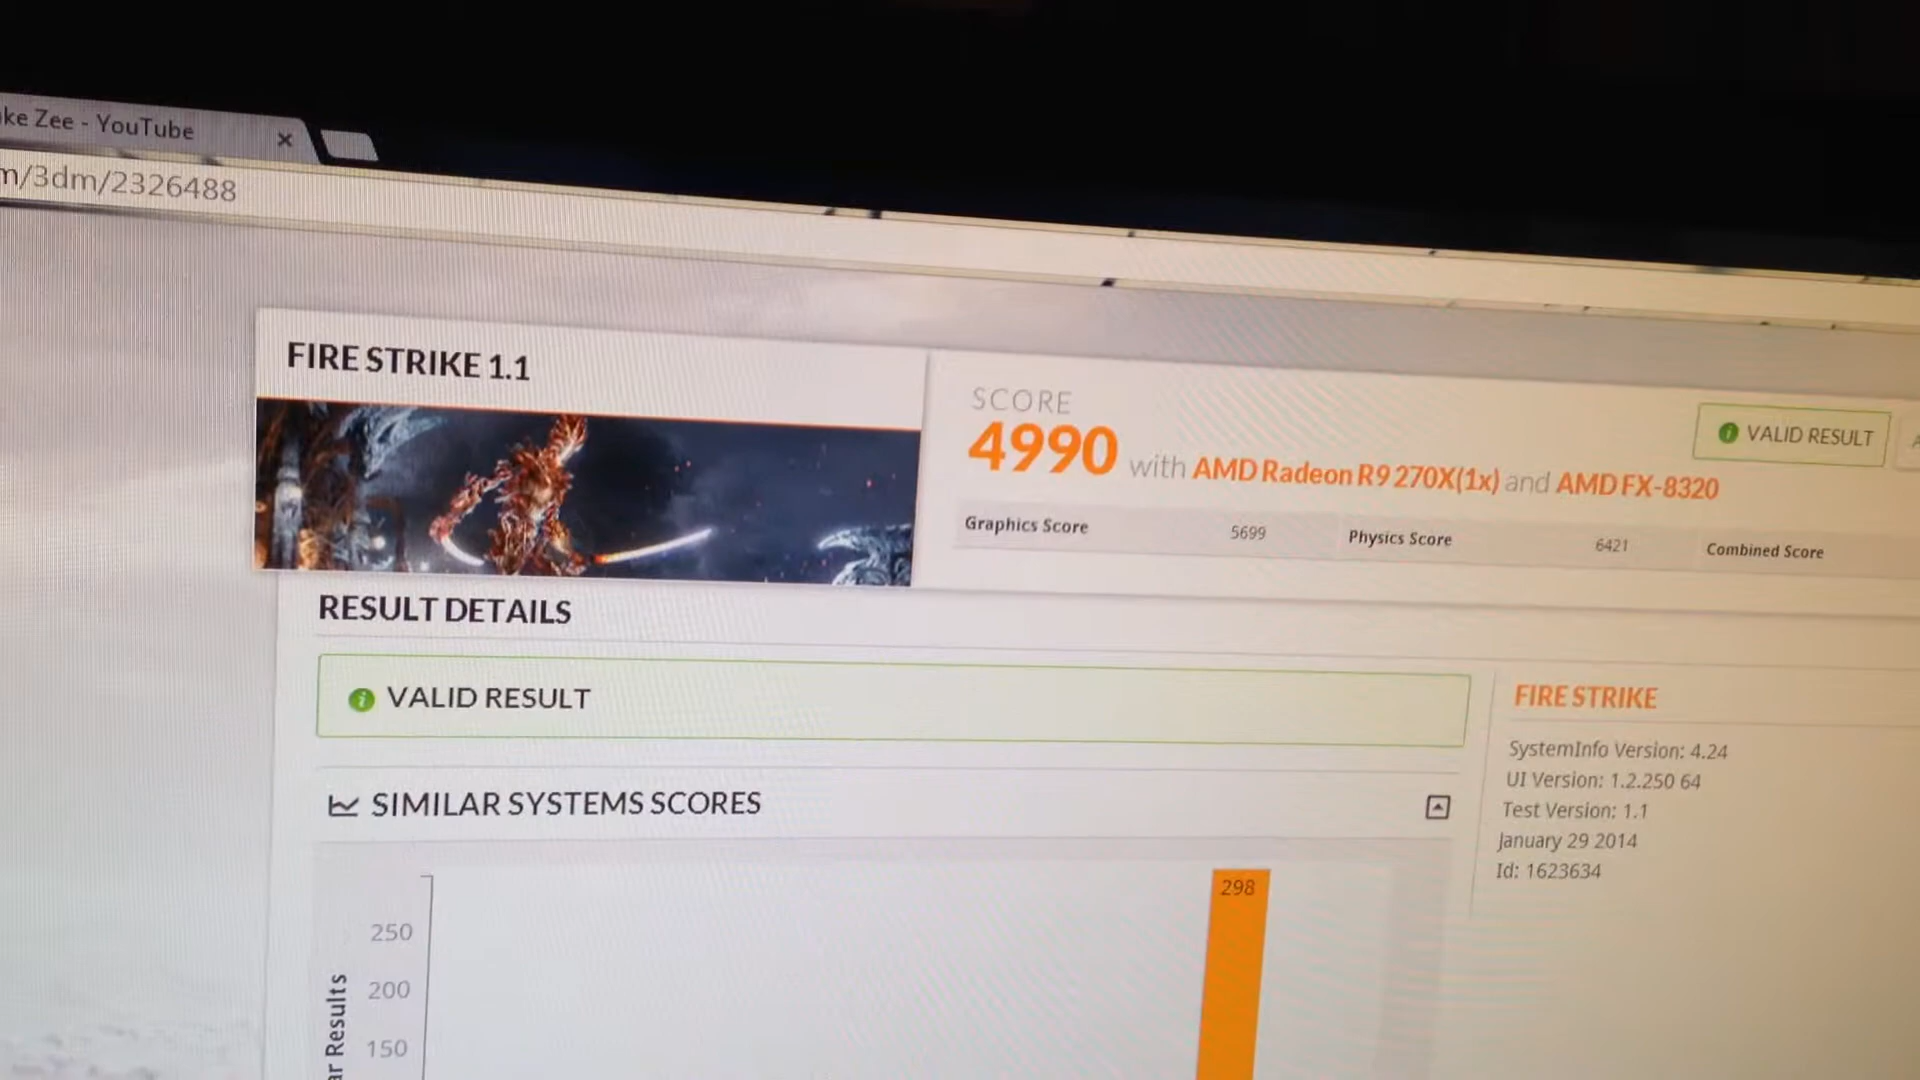 ke Zee - YouTube
m/3dm/2326488
FIRE STRIKE 1.1
SCORE
4990 with AMD Radeon R9 270X(1x) and AMD FX-8320
VALID RESULT
Graphics Score 5699 Physics Score 6421 Combined Score
RESULT DETAILS
VALID RESULT
SIMILAR SYSTEMS SCORES
298
250
200
150
ar Results
FIRE STRIKE
SystemInfo Version: 4.24
UI Version: 1.2.250 64
Test Version: 1.1
January 29 2014
Id: 1623634